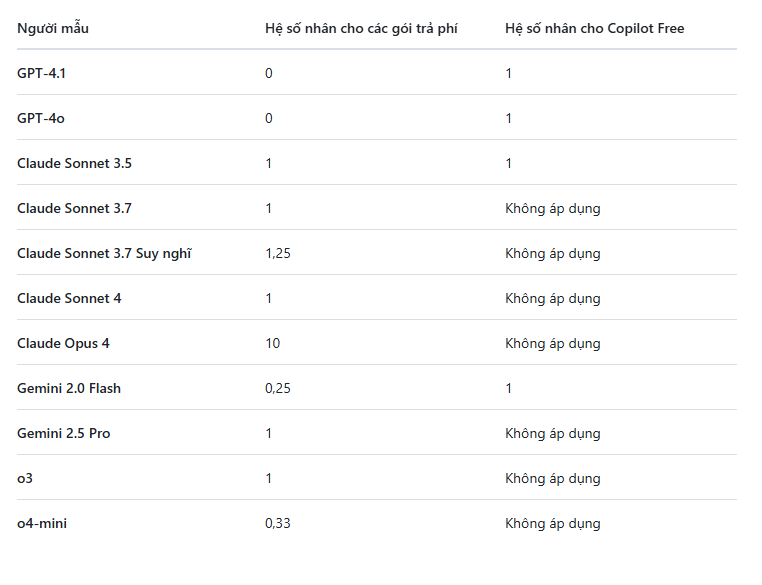 Người mẫu Hệ số nhân cho các gói trả phí Hệ số nhân cho Copilot Free
GPT-4.1 0 1
GPT-4o 0 1
Claude Sonnet 3.5 1 1
Claude Sonnet 3.7 1 Không áp dụng
Claude Sonnet 3.7 Suy nghĩ 1,25 Không áp dụng
Claude Sonnet 4 1 Không áp dụng
Claude Opus 4 10 Không áp dụng
Gemini 2.0 Flash 0,25 1
Gemini 2.5 Pro 1 Không áp dụng
o3 1 Không áp dụng
o4-mini 0,33 Không áp dụng